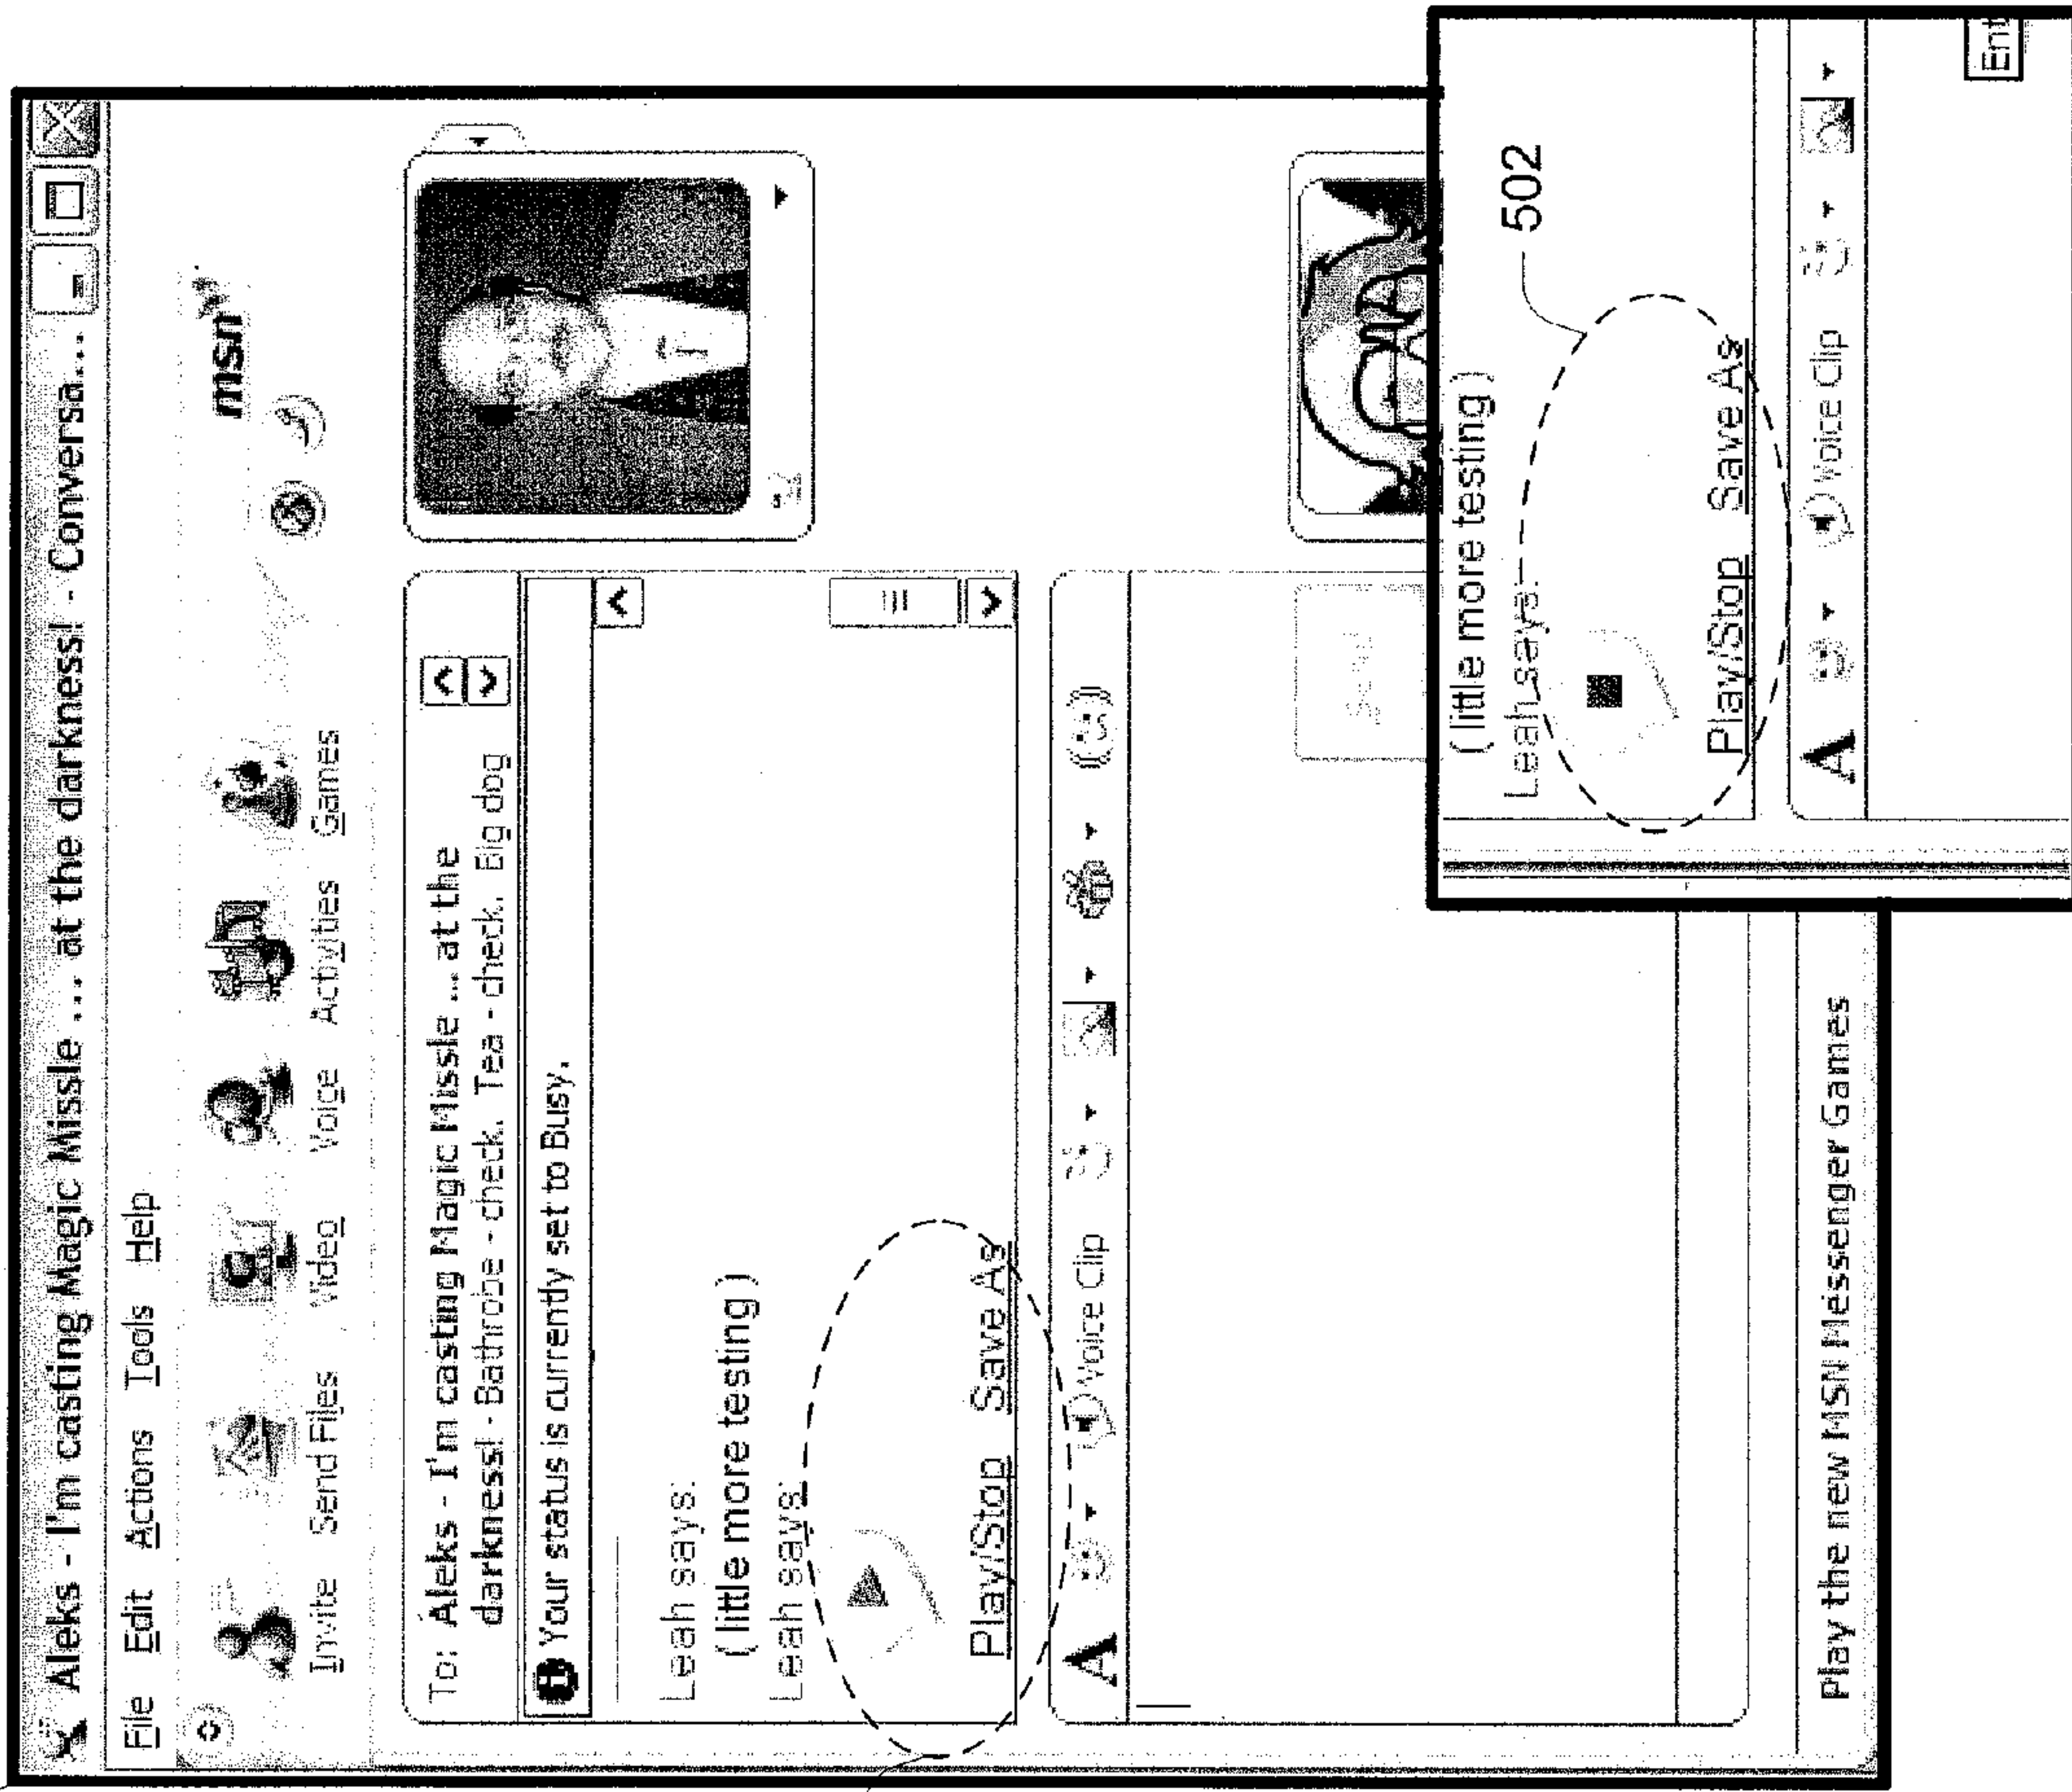 Aleks - I'm casting Magic Missle ... at the darkness! - Conversa...
File Edit Actions Tools Help
msn
Invite Send Files Video Voice Activities Games
To: Aleks - I'm casting Magic Missle ... at the
darkness! - Bathrobe - check. Tea - check. Big dog
Your status is currently set to Busy.
Leah says:
( little more testing )
Leah says:
Play/Stop Save As
A Voice Clip
Send
Play the new MSN Messenger Games
( little more testing )
Leah says:
502
Play/Stop Save As
A Voice Clip
Ent